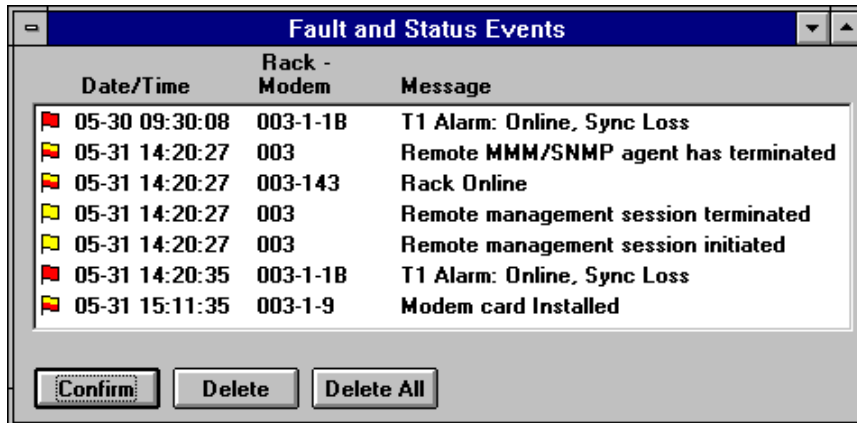 Fault and Status Events
Date/Time Rack - Modem Message
05-30 09:30:08 003-1-1B T1 Alarm: Online, Sync Loss
05-31 14:20:27 003 Remote MMM/SNMP agent has terminated
05-31 14:20:27 003-143 Rack Online
05-31 14:20:27 003 Remote management session terminated
05-31 14:20:27 003 Remote management session initiated
05-31 14:20:35 003-1-1B T1 Alarm: Online, Sync Loss
05-31 15:11:35 003-1-9 Modem card Installed
Confirm Delete Delete All